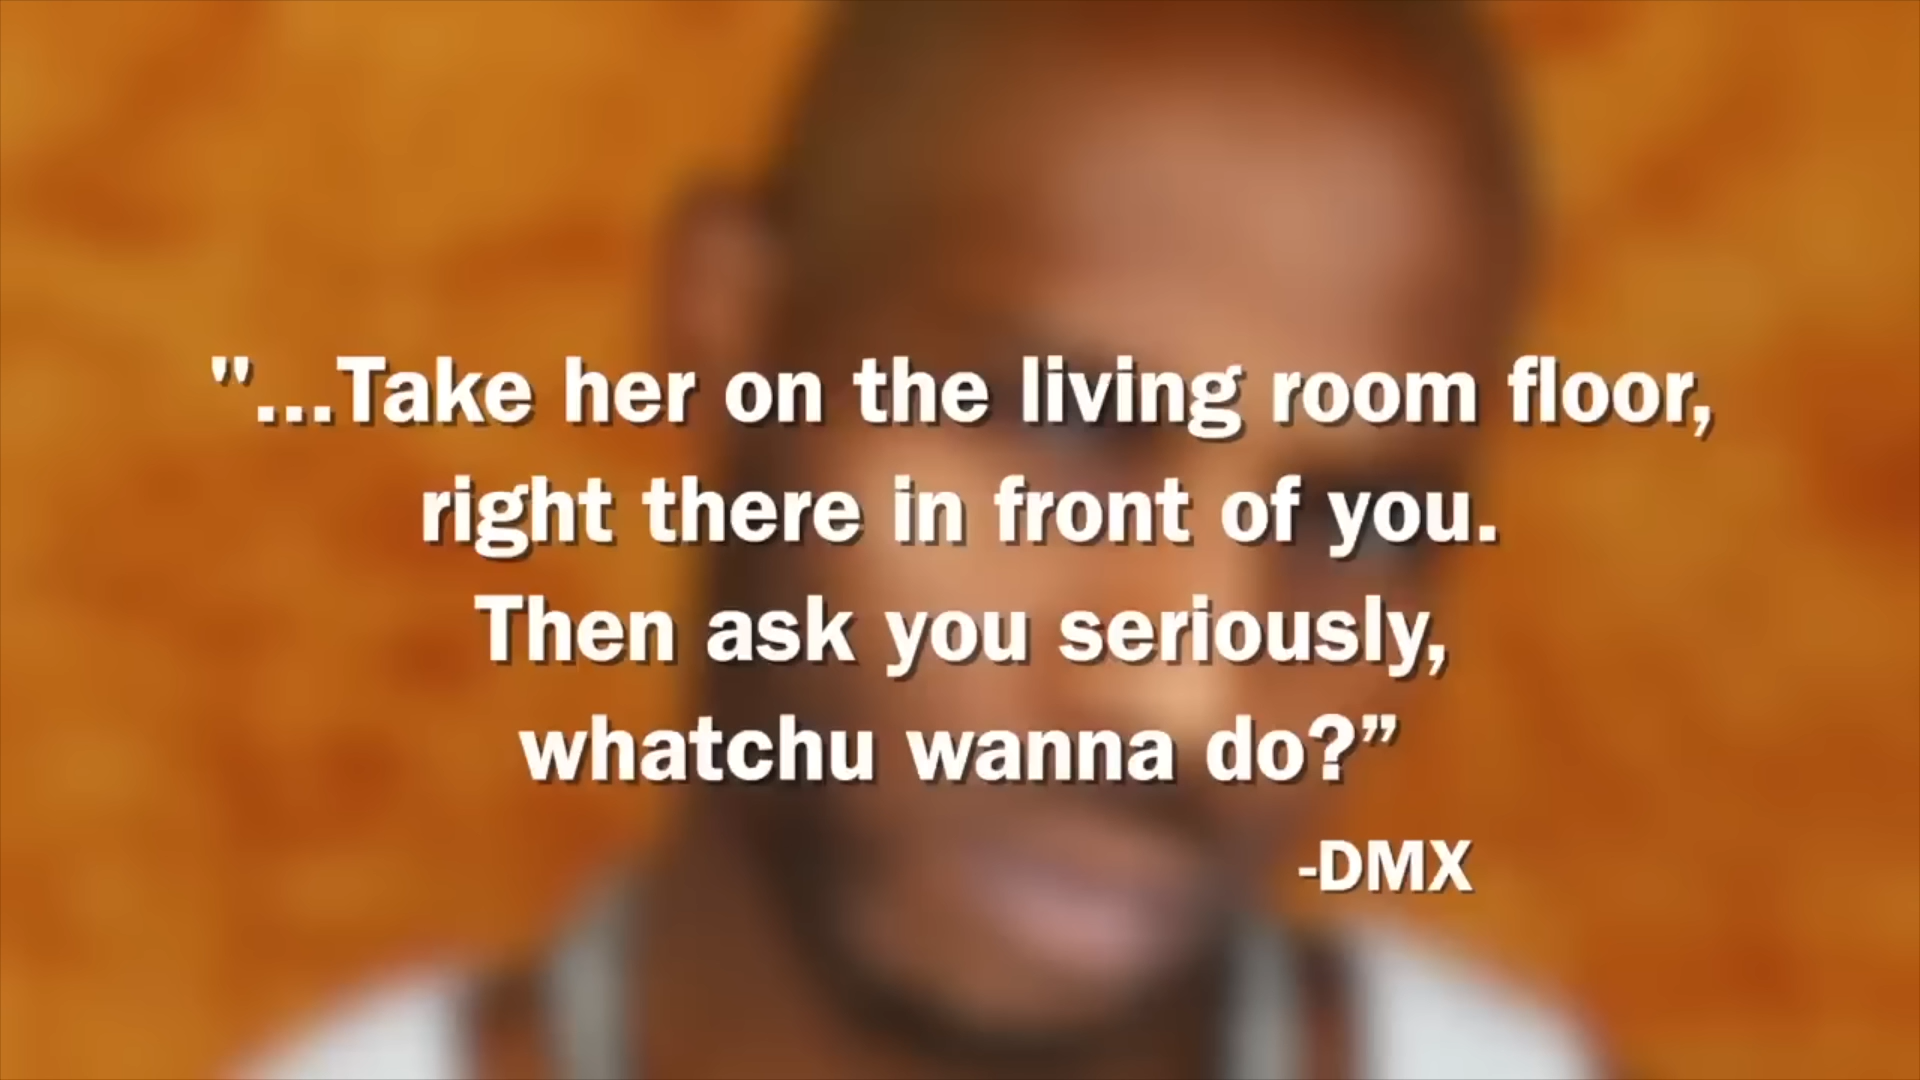 "...Take her on the living room floor,
right there in front of you.
Then ask you seriously,
whatchu wanna do?”
-DMX